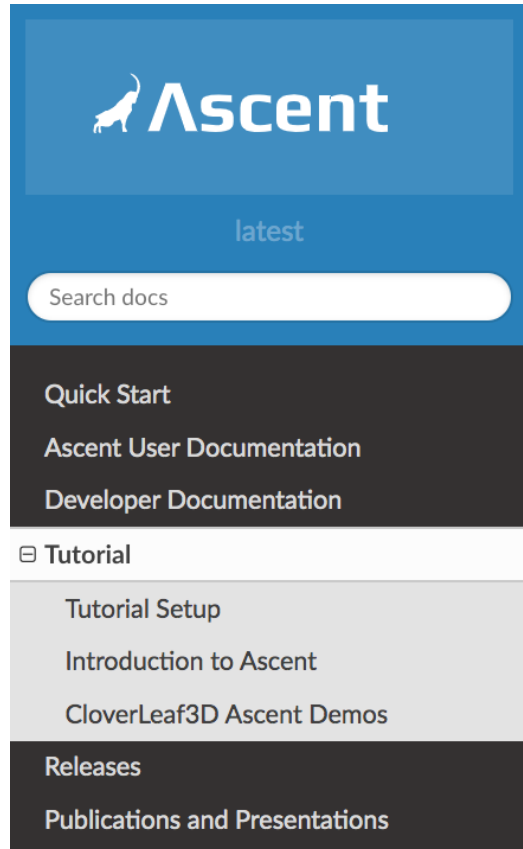 Ascent
latest
Search docs
Quick Start
Ascent User Documentation
Developer Documentation
Tutorial
Tutorial Setup
Introduction to Ascent
CloverLeaf3D Ascent Demos
Releases
Publications and Presentations